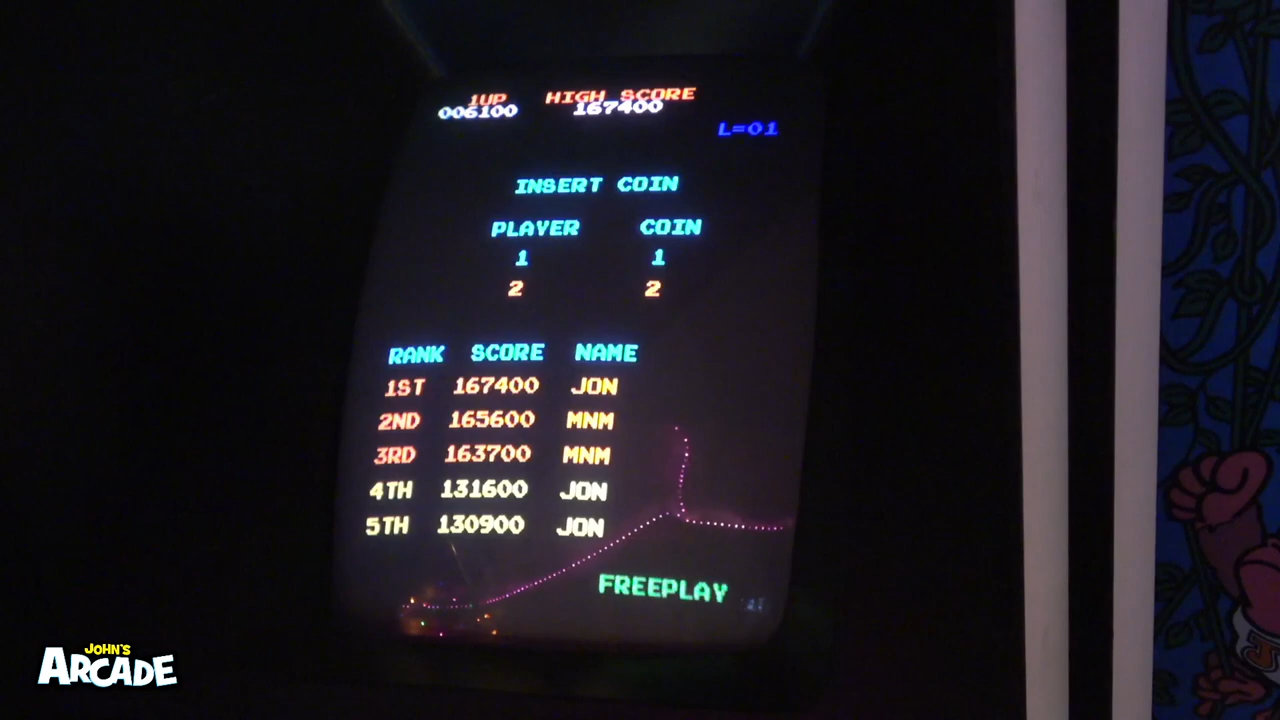 1UP HIGH SCORE
006100 167400
L=01
INSERT COIN
PLAYER COIN
1 1
2 2
RANK SCORE NAME
1ST 167400 JON
2ND 165600 MNM
3RD 163700 MNM
4TH 131600 JON
5TH 130900 JON
FREEPLAY
JOHN'S
ARCADE